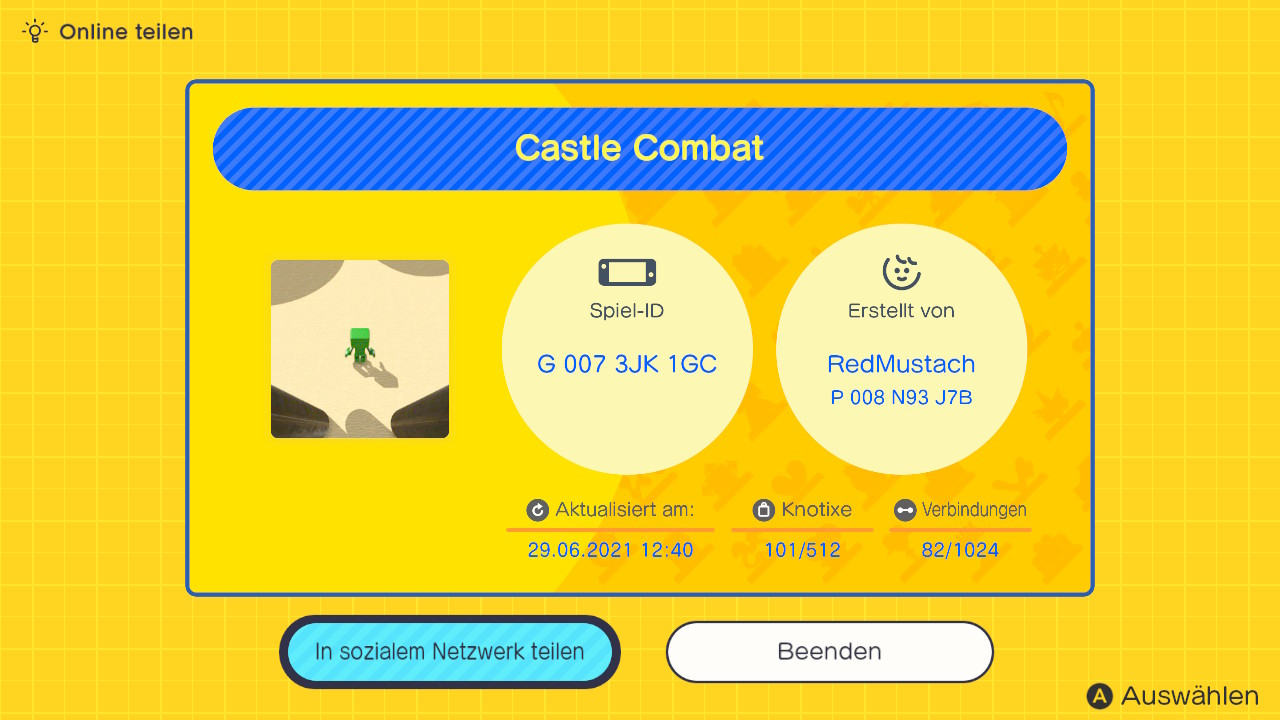 Online teilen
Castle Combat
Spiel-ID
G 007 3JK 1GC
Erstellt von
RedMustach
P 008 N93 J7B
Aktualisiert am:
29.06.2021 12:40
Knotixe
101/512
Verbindungen
82/1024
In sozialem Netzwerk teilen
Beenden
A Auswählen